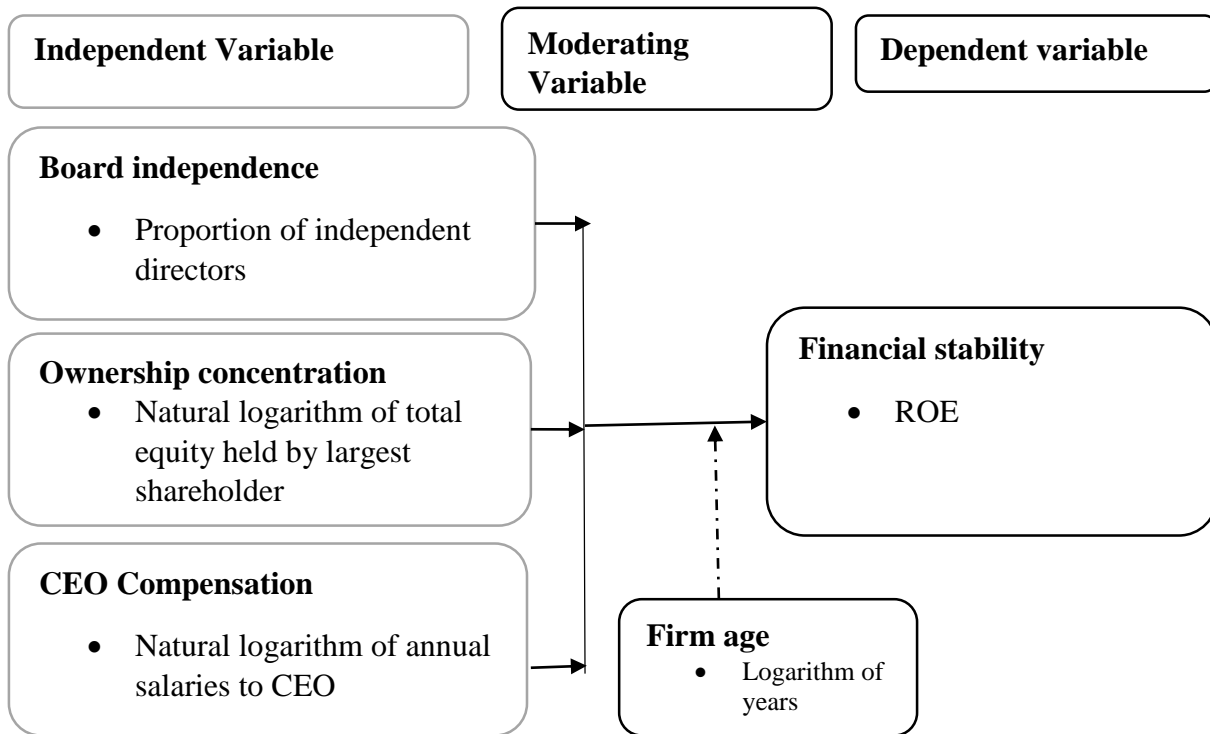 Independent Variable
Moderating
Variable
Dependent variable
Board independence
• Proportion of independent
directors
Ownership concentration
• Natural logarithm of total
equity held by largest
shareholder
CEO Compensation
• Natural logarithm of annual
salaries to CEO
Financial stability
• ROE
Firm age
• Logarithm of
years